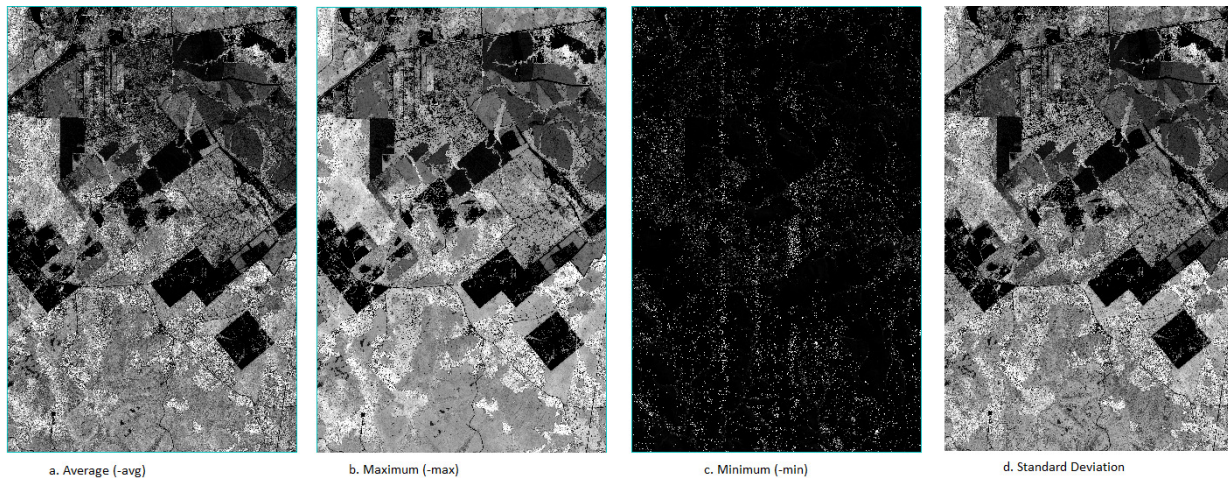 a. Average (-avg)
b. Maximum (-max)
c. Minimum (-min)
d. Standard Deviation